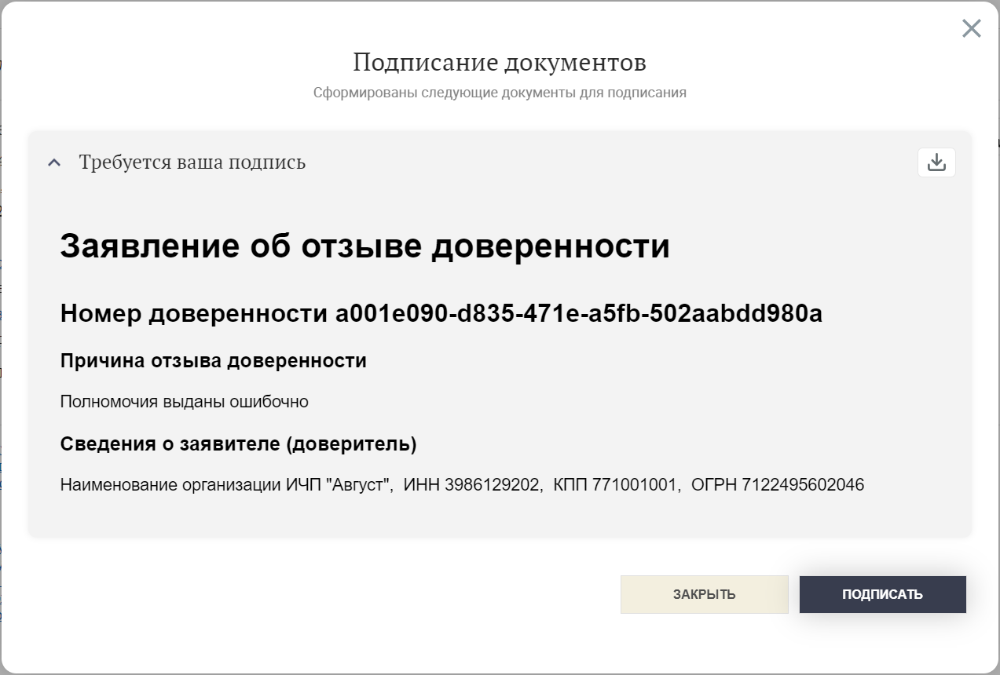 Подписание документов
Сформированы следующие документы для подписания
Требуется ваша подпись
Заявление об отзыве доверенности
Номер доверенности a001e090-d835-471e-a5fb-502aabdd980a
Причина отзыва доверенности
Полномочия выданы ошибочно
Сведения о заявителе (доверитель)
Наименование организации ИЧП "Август", ИНН 3986129202, КПП 771001001, ОГРН 7122495602046
ЗАКРЫТЬ
ПОДПИСАТЬ